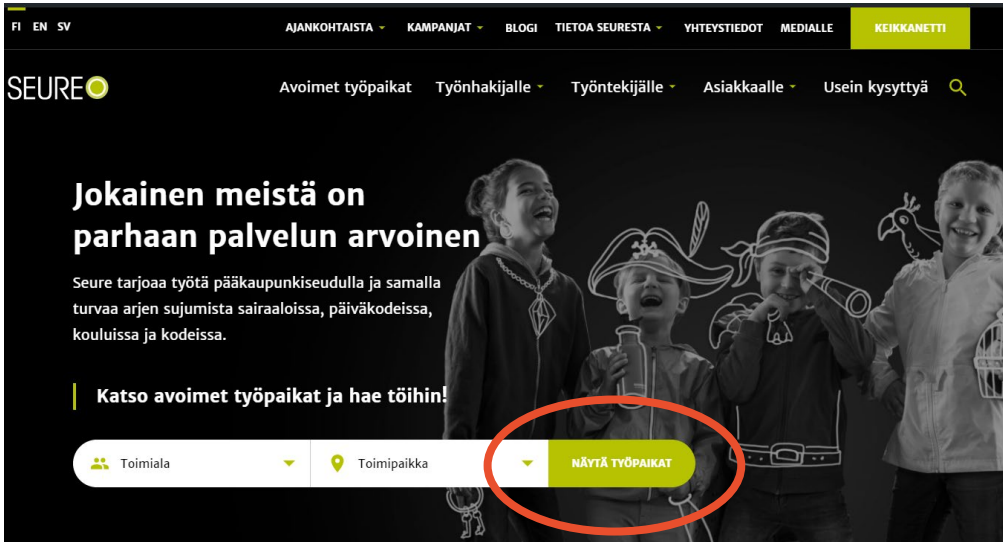 FI EN SV
AJANKOHTAISTA KAMPANJAT BLOGI TIETOA SEURESTA YHTEYSTIEDOT MEDIALLE KEIKKANETTI
SEURE
Avoimet työpaikat Työnhakijalle Työntekijälle Asiakkaalle Usein kysyttyä
Jokainen meistä on
parhaan palvelun arvoinen
Seure tarjoaa työtä pääkaupunkiseudulla ja samalla
turvaa arjen sujumista sairaaloissa, päiväkodeissa,
kouluissa ja kodeissa.
Katso avoimet työpaikat ja hae töihin!
Toimiala Toimipaikka NÄYTÄ TYÖPAIKAT